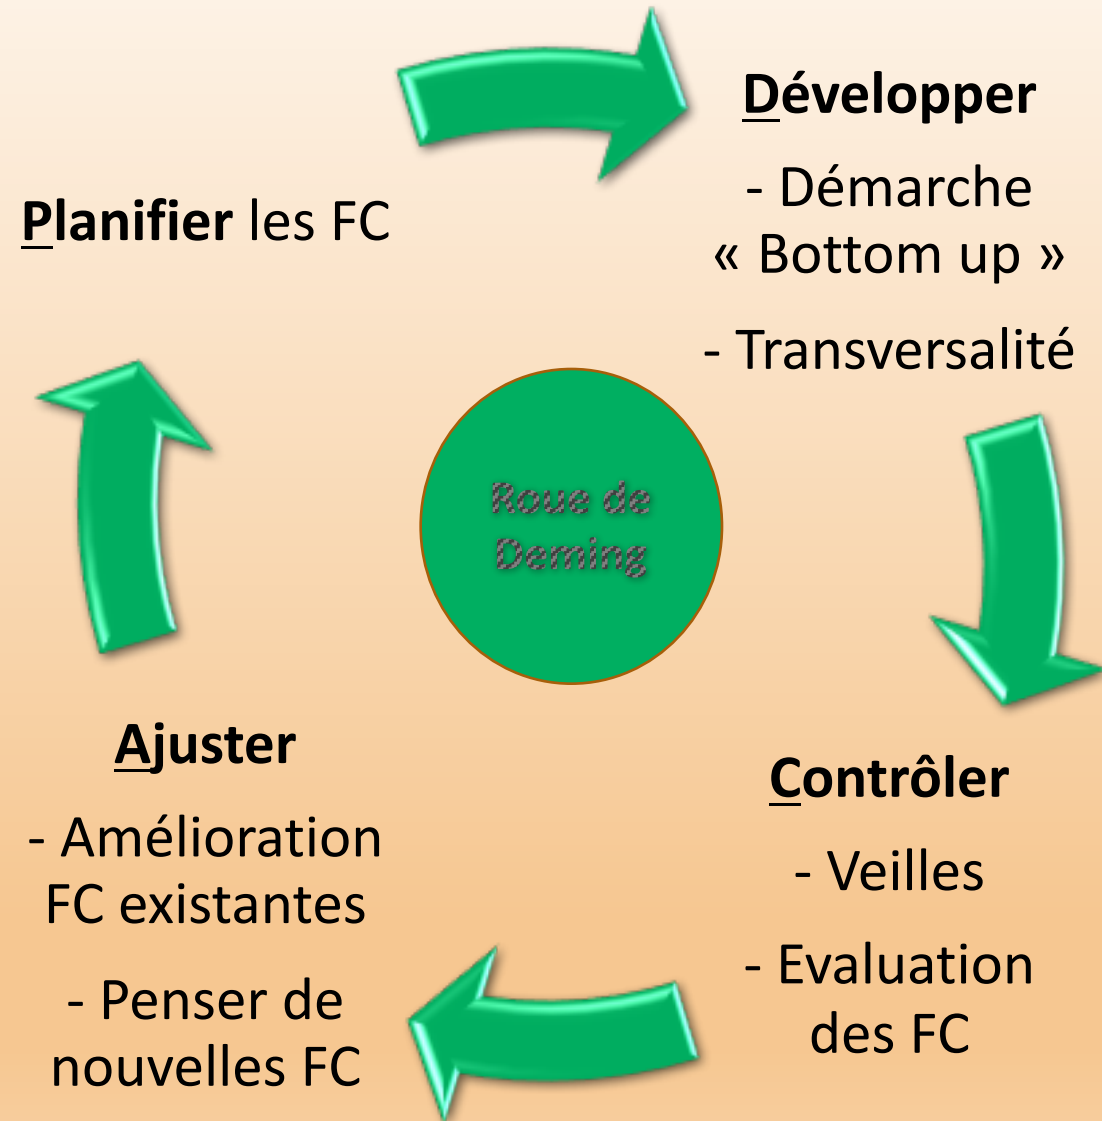 Planifier les FC
Développer
- Démarche
« Bottom up »
- Transversalité
Roue de
Deming
Contrôler
- Veilles
- Evaluation
des FC
Ajuster
- Amélioration
FC existantes
- Penser de
nouvelles FC